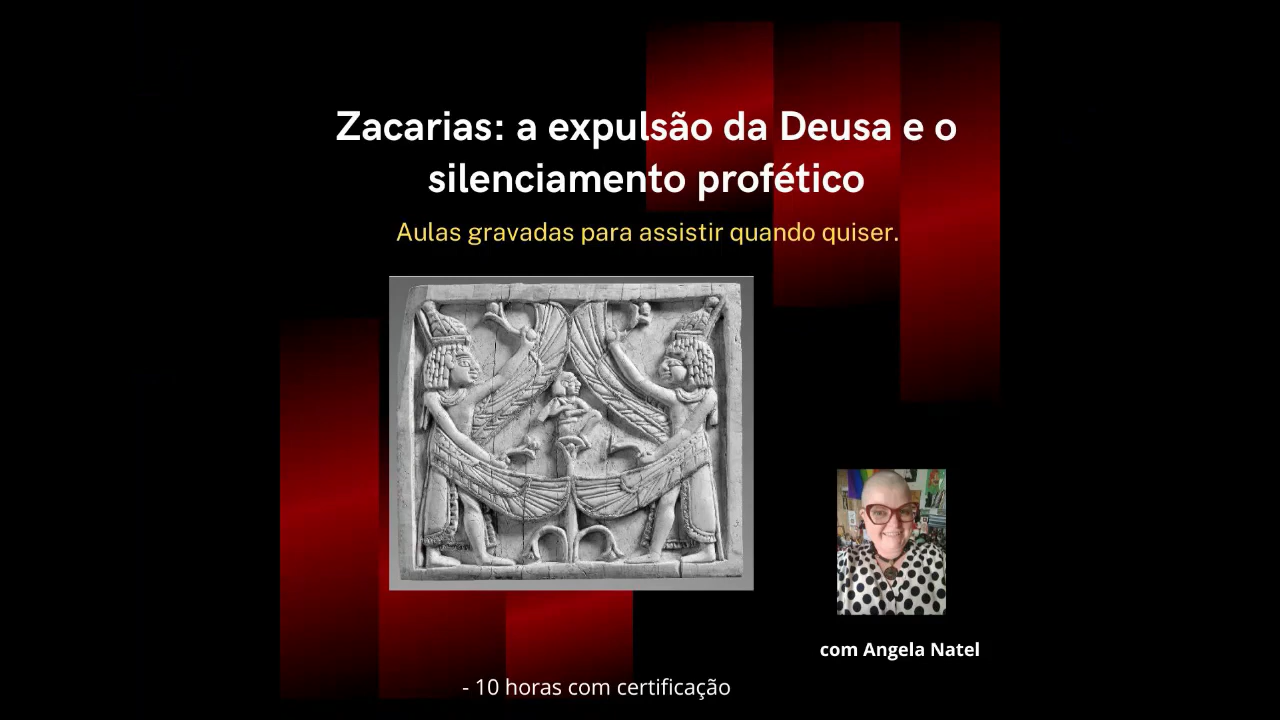 Zacarias: a expulsão da Deusa e o
silenciamento profético
Aulas gravadas para assistir quando quiser.
com Angela Natel
- 10 horas com certificação